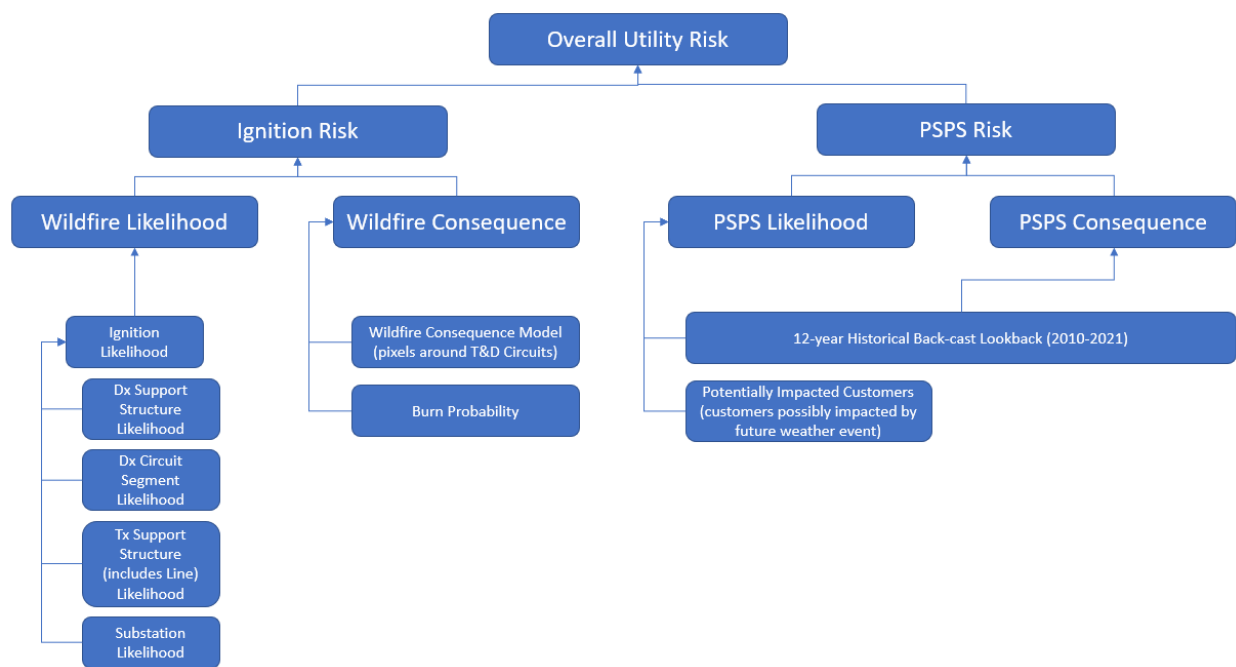 Overall Utility Risk
Ignition Risk
PSPS Risk
Wildfire Likelihood
Wildfire Consequence
PSPS Likelihood
PSPS Consequence
Ignition
Likelihood
Wildfire Consequence Model
(pixels around T&D Circuits)
12-year Historical Back-cast Lookback (2010-2021)
Dx Support
Structure
Likelihood
Burn Probability
Potentially Impacted Customers
(customers possibly impacted by
future weather event)
Dx Circuit
Segment
Likelihood
Tx Support
Structure
(includes Line)
Likelihood
Substation
Likelihood